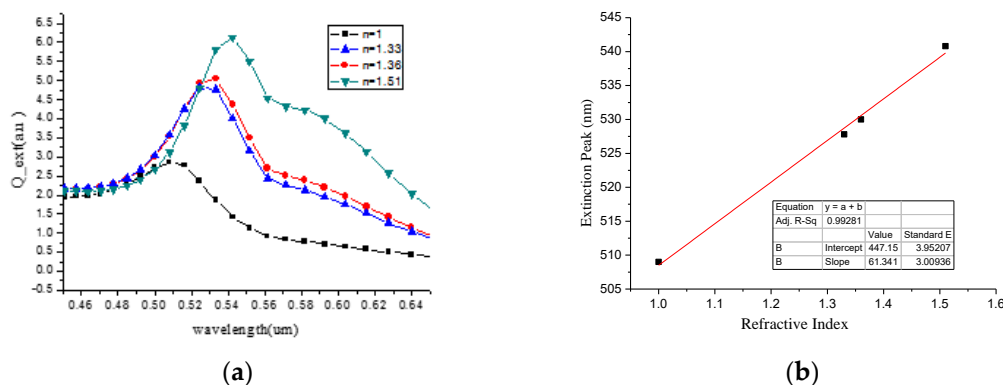 6.5
6.0
5.5
5.0
4.5
4.0
3.5
3.0
2.5
2.0
1.5
1.0
0.5
0.0
-0.5
Q_ext(a.u)
n=1
n=1.33
n=1.36
n=1.51
0.46 0.48 0.50 0.52 0.54 0.56 0.58 0.60 0.62 0.64
wavelength(um)
(a)
545
540
535
530
525
520
515
510
505
Extinction Peak (nm)
Equation y = a + b
Adj. R-Sq 0.99281
Value Standard E
B Intercept 447.15 3.95207
B Slope 61.341 3.00936
1.0 1.1 1.2 1.3 1.4 1.5 1.6
Refractive Index
(b)